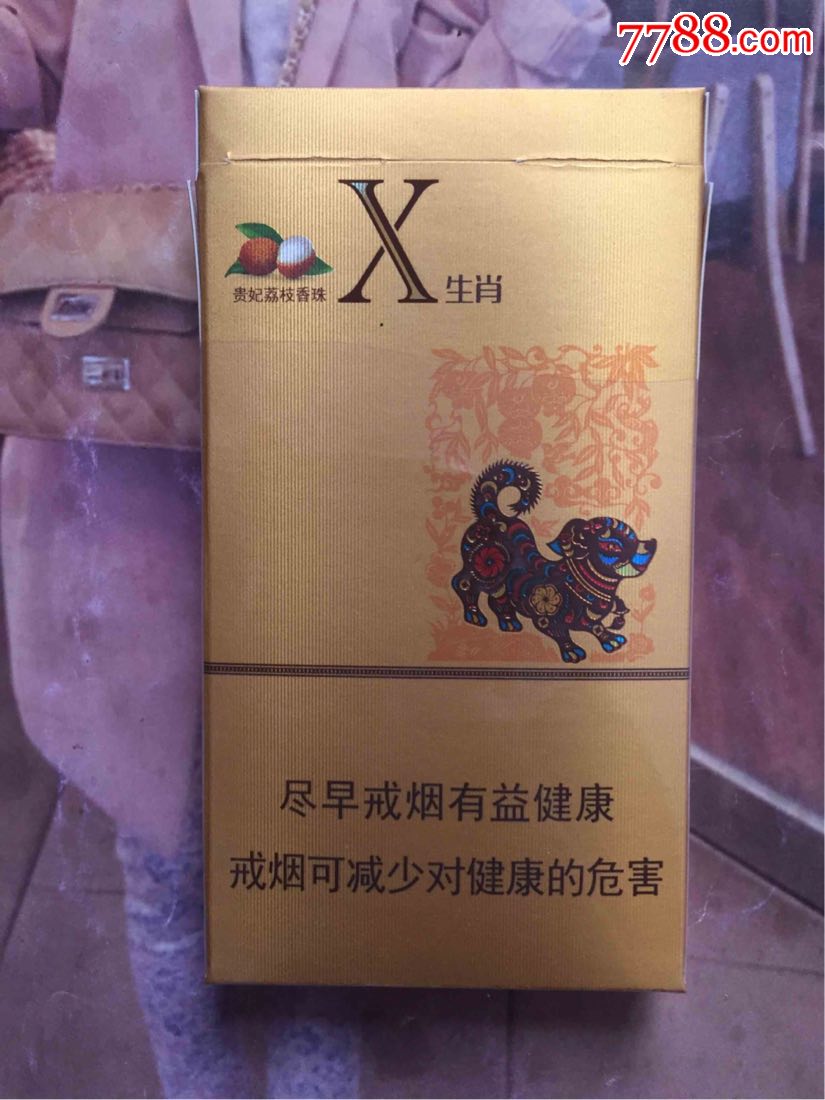 7788.com
X 生肖
贵妃荔枝香珠
尽早戒烟有益健康
戒烟可减少对健康的危害